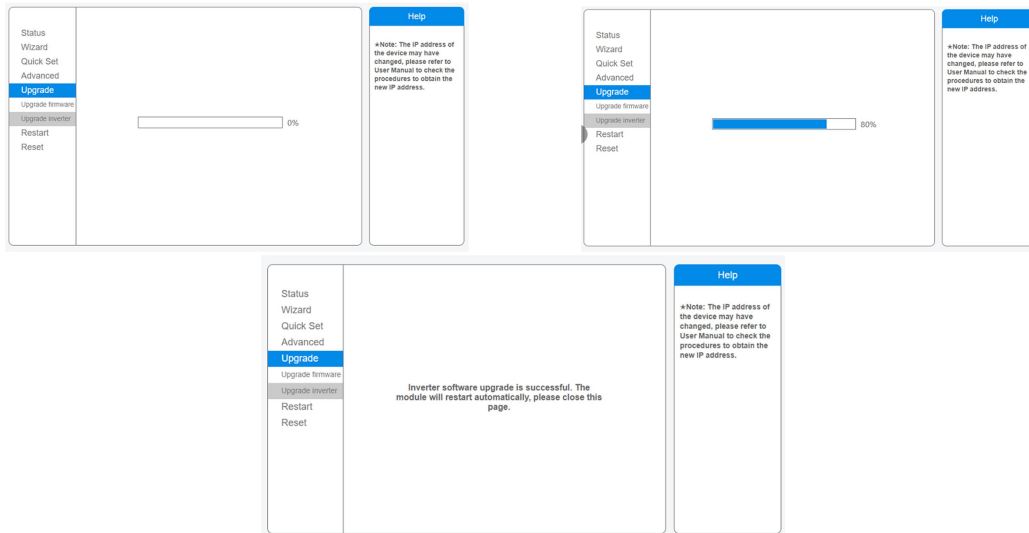 Status
Wizard
Quick Set
Advanced
Upgrade
Upgrade firmware
Upgrade inverter
Restart
Reset
0%
Help
★Note: The IP address of
the device may have
changed, please refer to
User Manual to check the
procedures to obtain the
new IP address.
Status
Wizard
Quick Set
Advanced
Upgrade
Upgrade firmware
Upgrade inverter
Restart
Reset
80%
Help
★Note: The IP address of
the device may have
changed, please refer to
User Manual to check the
procedures to obtain the
new IP address.
Status
Wizard
Quick Set
Advanced
Upgrade
Upgrade firmware
Upgrade inverter
Restart
Reset
Inverter software upgrade is successful. The
module will restart automatically, please close this
page.
Help
★Note: The IP address of
the device may have
changed, please refer to
User Manual to check the
procedures to obtain the
new IP address.